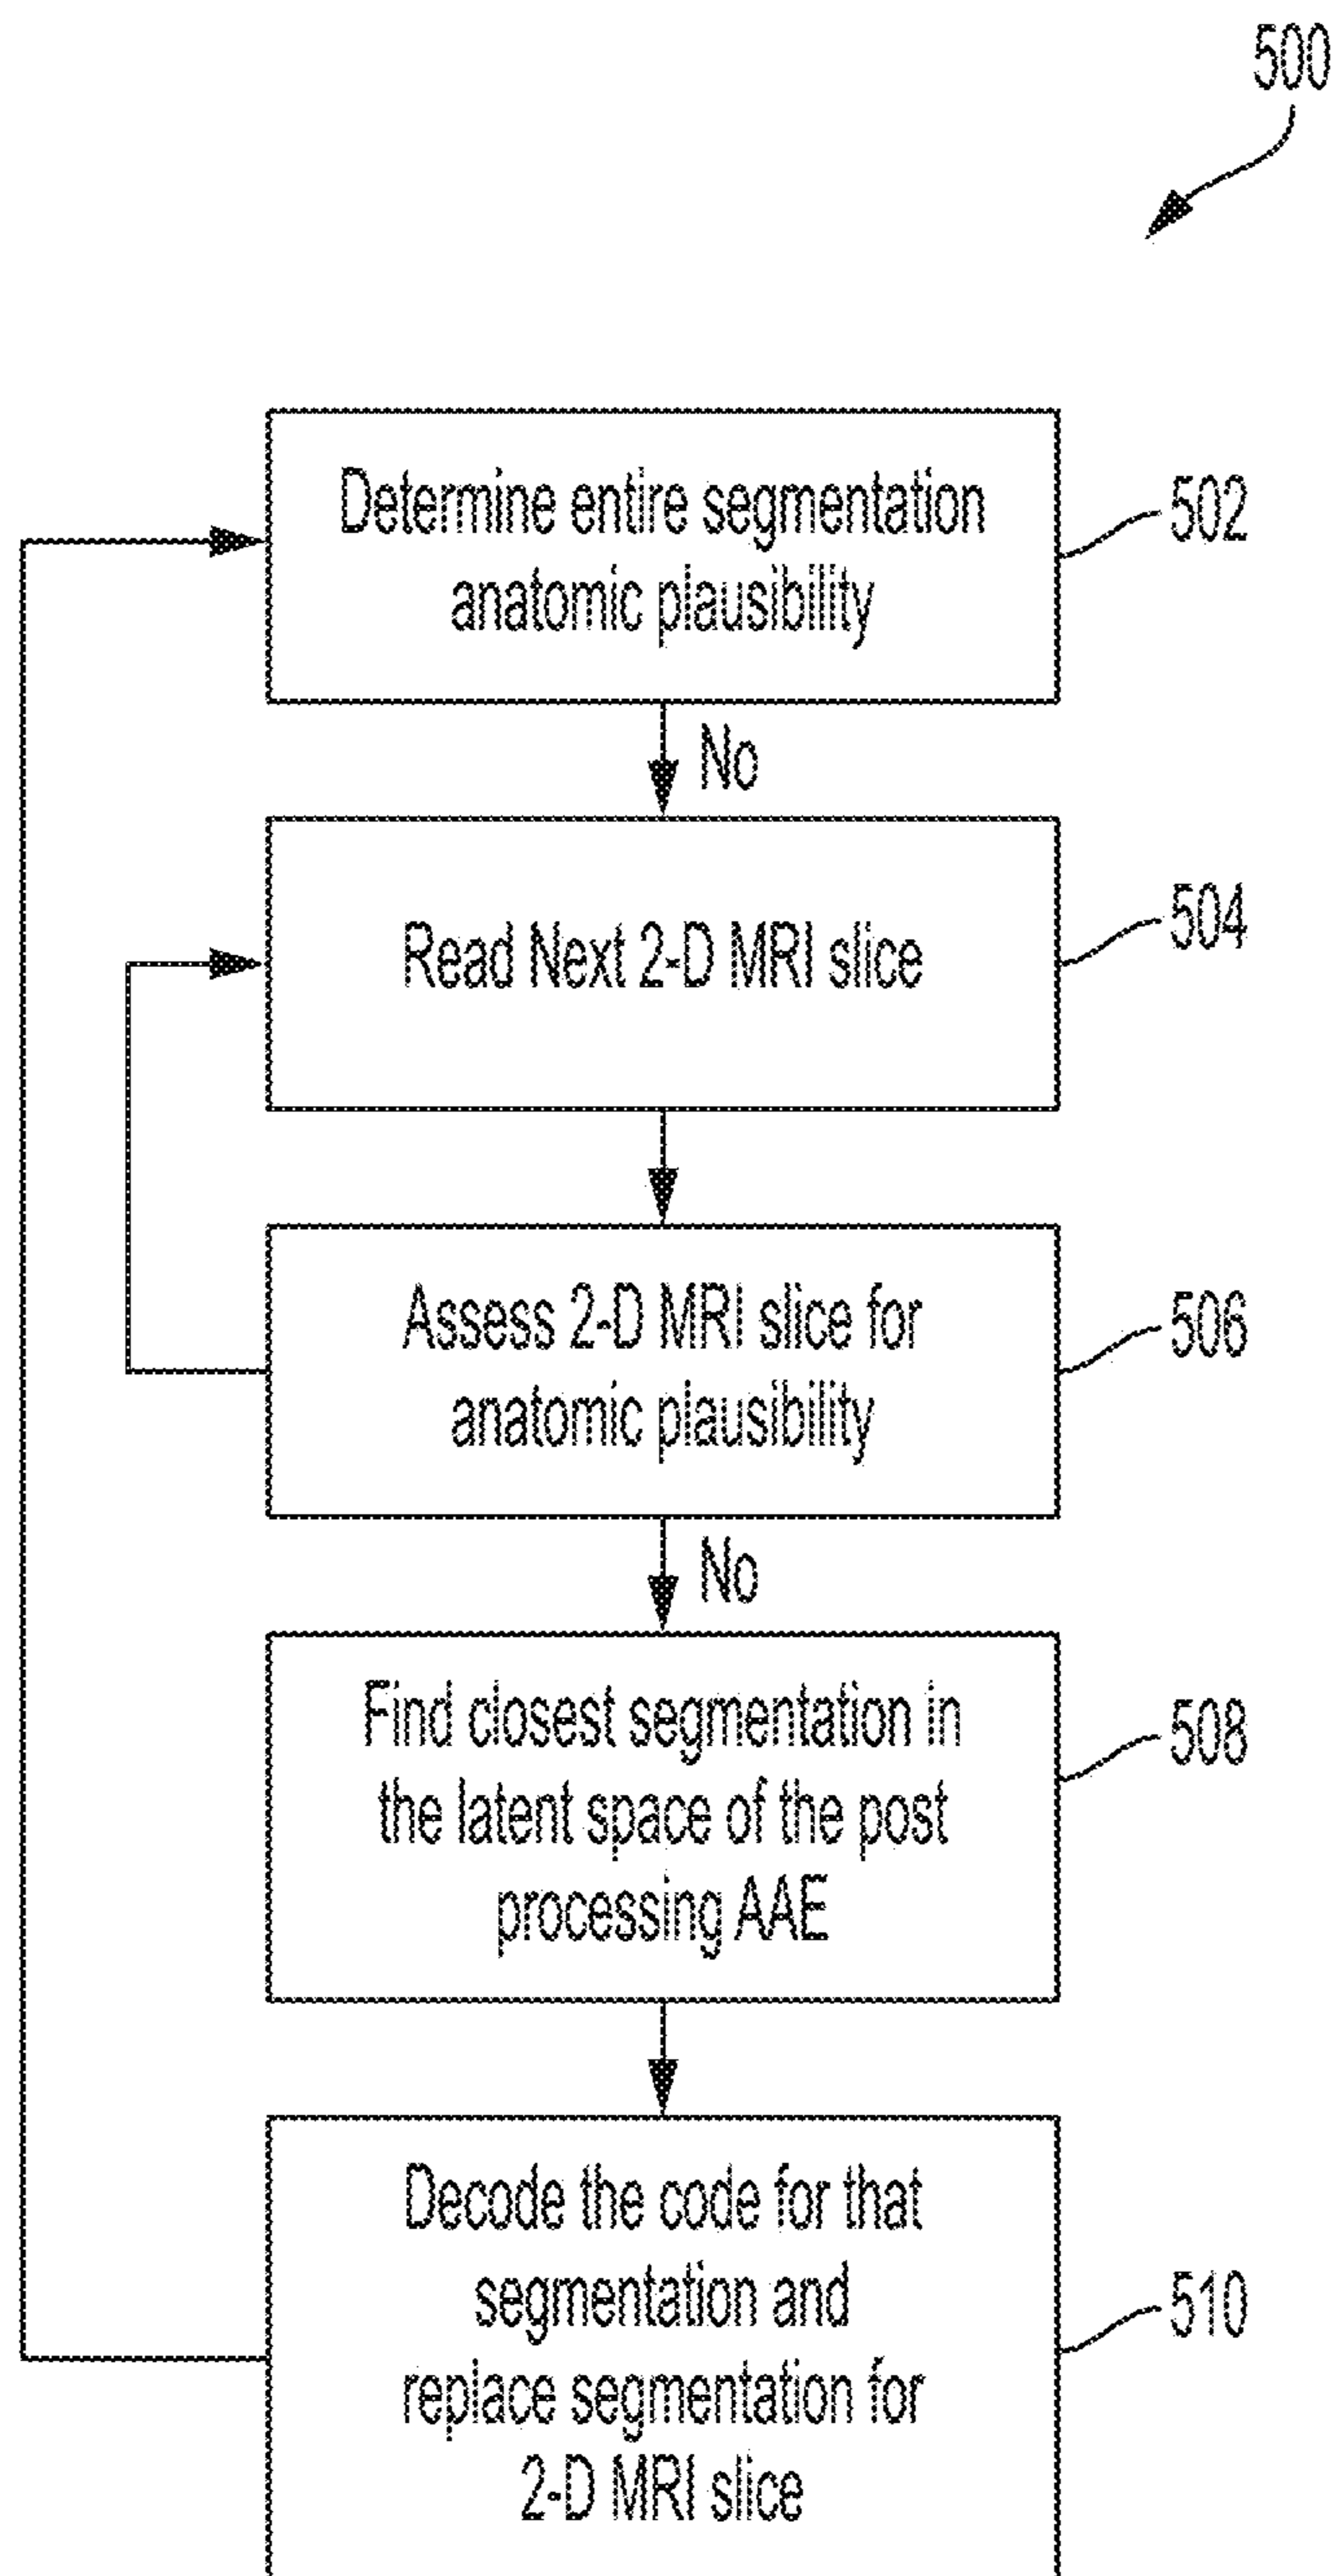 500
Determine entire segmentation
anatomic plausibility
502
No
Read Next 2-D MRI slice
504
Assess 2-D MRI slice for
anatomic plausibility
506
No
Find closest segmentation in
the latent space of the post
processing AAE
508
Decode the code for that
segmentation and
replace segmentation for
2-D MRI slice
510